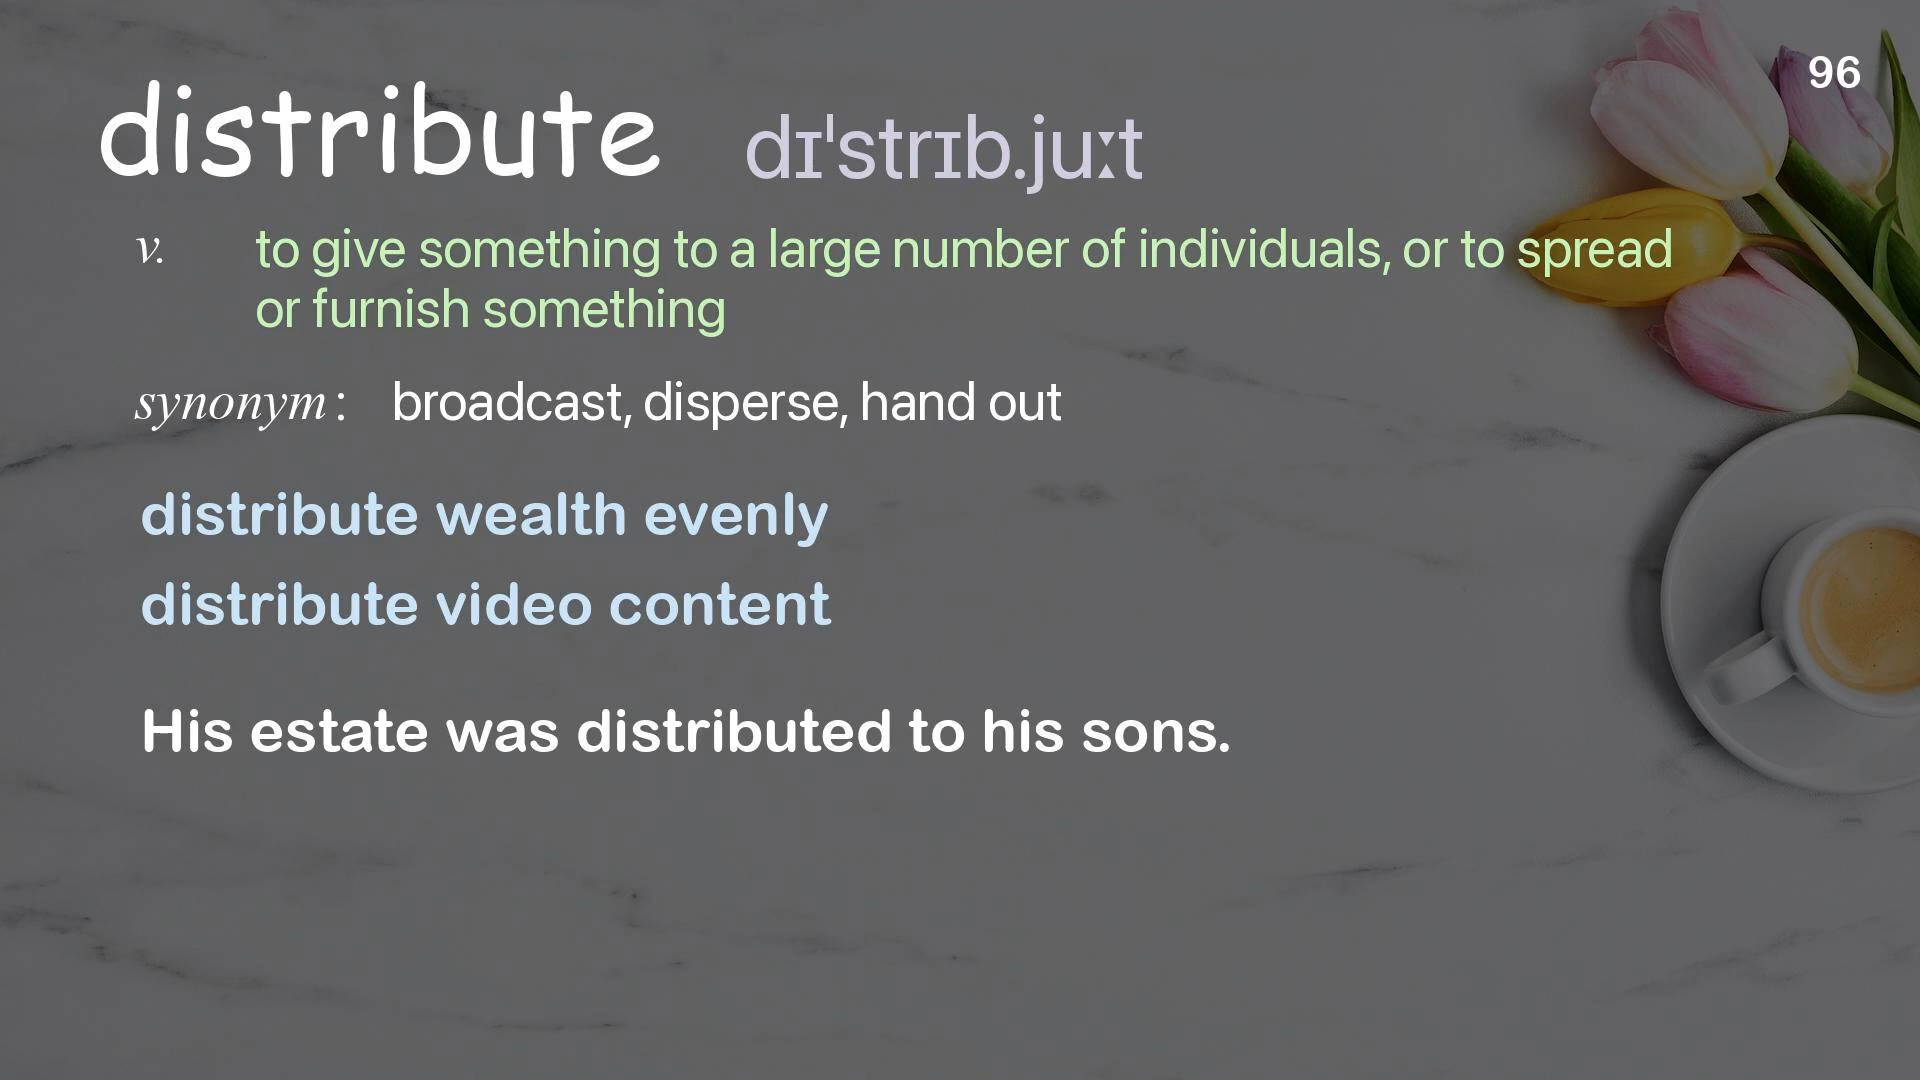 96
distribute dɪˈstrɪb.juːt
v. to give something to a large number of individuals, or to spread
or furnish something
synonym : broadcast, disperse, hand out
distribute wealth evenly
distribute video content
His estate was distributed to his sons.